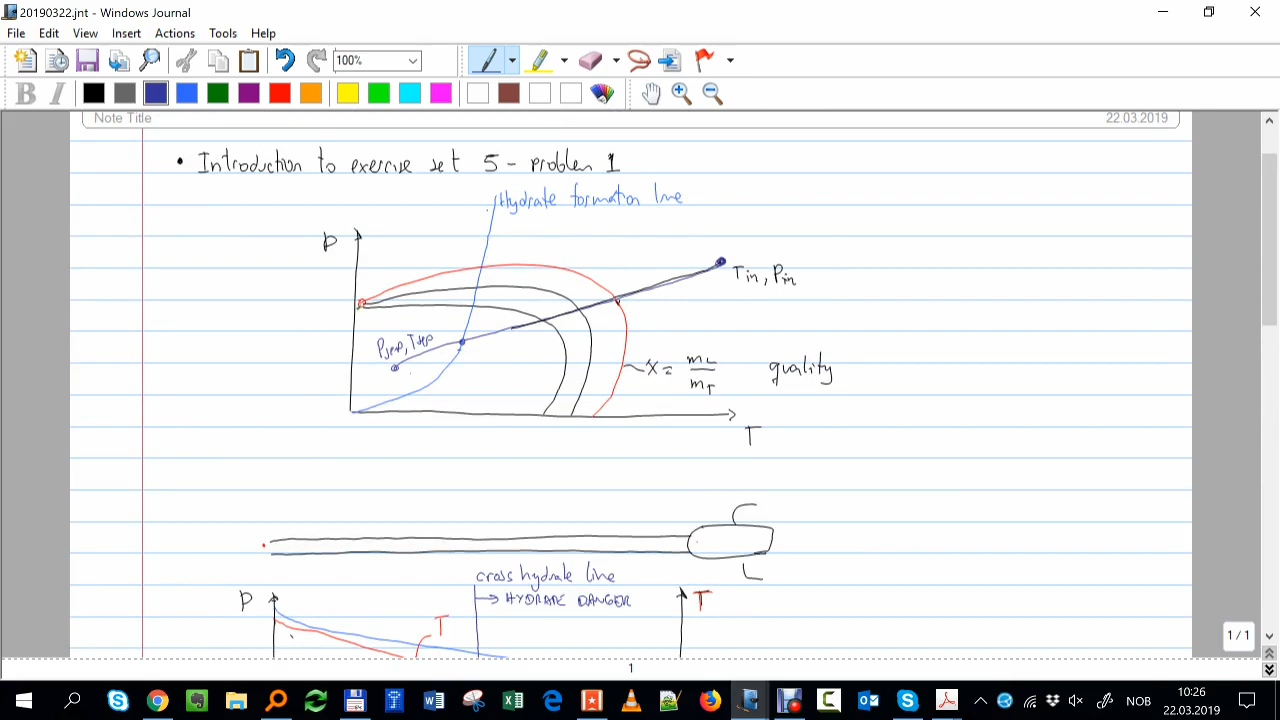 20190322.jnt - Windows Journal
File Edit View Insert Actions Tools Help
100%
B I
Note Title 22.03.2019
• Introduction to exercise set 5 - problem 1
Hydrate formation line
P
Tin, Pin
Psep, Tsep
x = mL/mT quality
T
cross hydrate line
P → HYDRATE DANGER T
T
1/1
1
NOB
10:26
22.03.2019